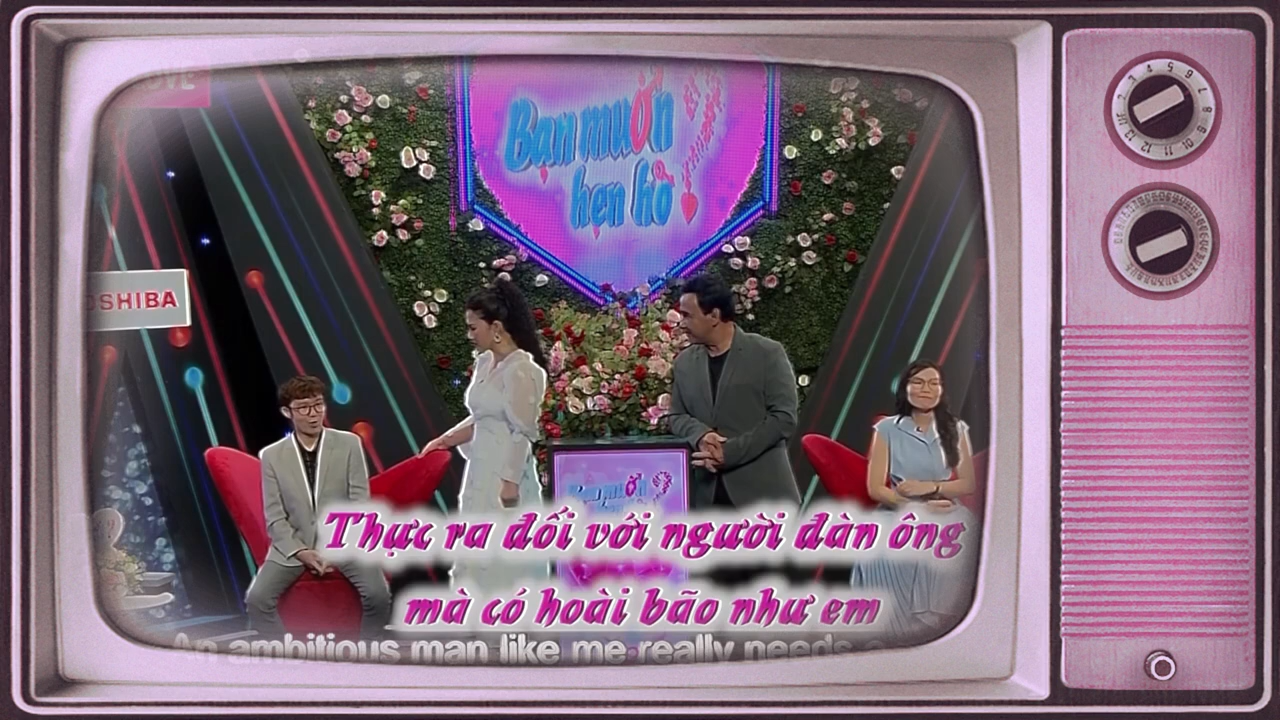 Bạn muốn
hẹn hò
OSHIBA
Thực ra đối với người đàn ông
mà có hoài bão như em
An ambitious man like me really needs